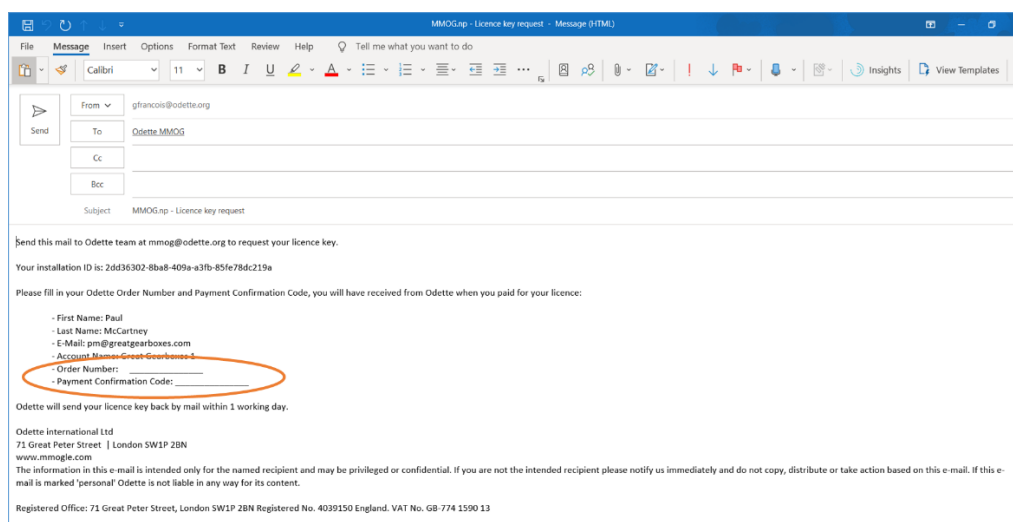 MMOG.np - Licence key request - Message (HTML)
File Message Insert Options Format Text Review Help Tell me what you want to do
Calibri 11 B I U A Insights View Templates
Send
From gfrancois@odette.org
To Odette MMOG
Cc
Bcc
Subject MMOG.np - Licence key request
Send this mail to Odette team at mmog@odette.org to request your licence key.
Your installation ID is: 2dd36302-8ba8-409a-a3fb-85fe78dc219a
Please fill in your Odette Order Number and Payment Confirmation Code, you will have received from Odette when you paid for your licence:
- First Name: Paul
- Last Name: McCartney
- E-Mail: pm@greatgearboxes.com
- Account Name: Great Gearboxes 1
- Order Number: ______________
- Payment Confirmation Code: ______________
Odette will send your licence key back by mail within 1 working day.
Odette international Ltd
71 Great Peter Street | London SW1P 2BN
www.mmogle.com
The information in this e-mail is intended only for the named recipient and may be privileged or confidential. If you are not the intended recipient please notify us immediately and do not copy, distribute or take action based on this e-mail. If this e-
mail is marked 'personal' Odette is not liable in any way for its content.
Registered Office: 71 Great Peter Street, London SW1P 2BN Registered No. 4039150 England. VAT No. GB-774 1590 13